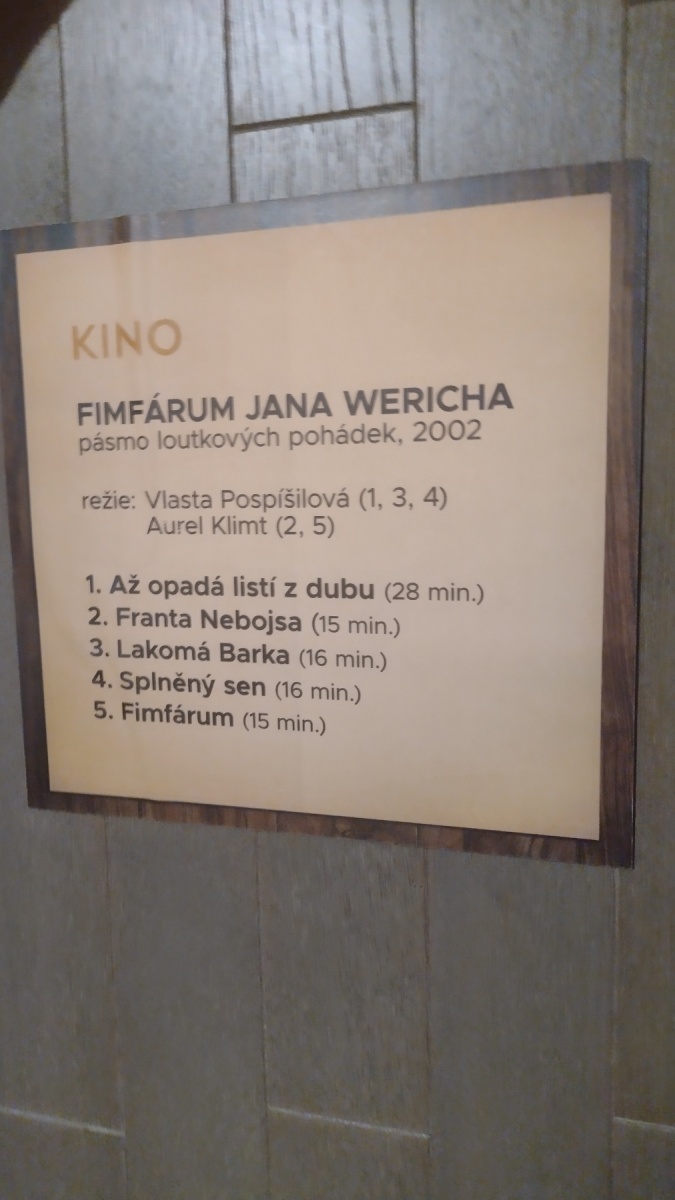 KINO
FIMFÁRUM JANA WERICHA
pásmo loutkových pohádek, 2002
režie: Vlasta Pospíšilová (1, 3, 4)
Aurel Klimt (2, 5)
1. Až opadá listí z dubu (28 min.)
2. Franta Nebojsa (15 min.)
3. Lakomá Barka (16 min.)
4. Splněný sen (16 min.)
5. Fimfárum (15 min.)